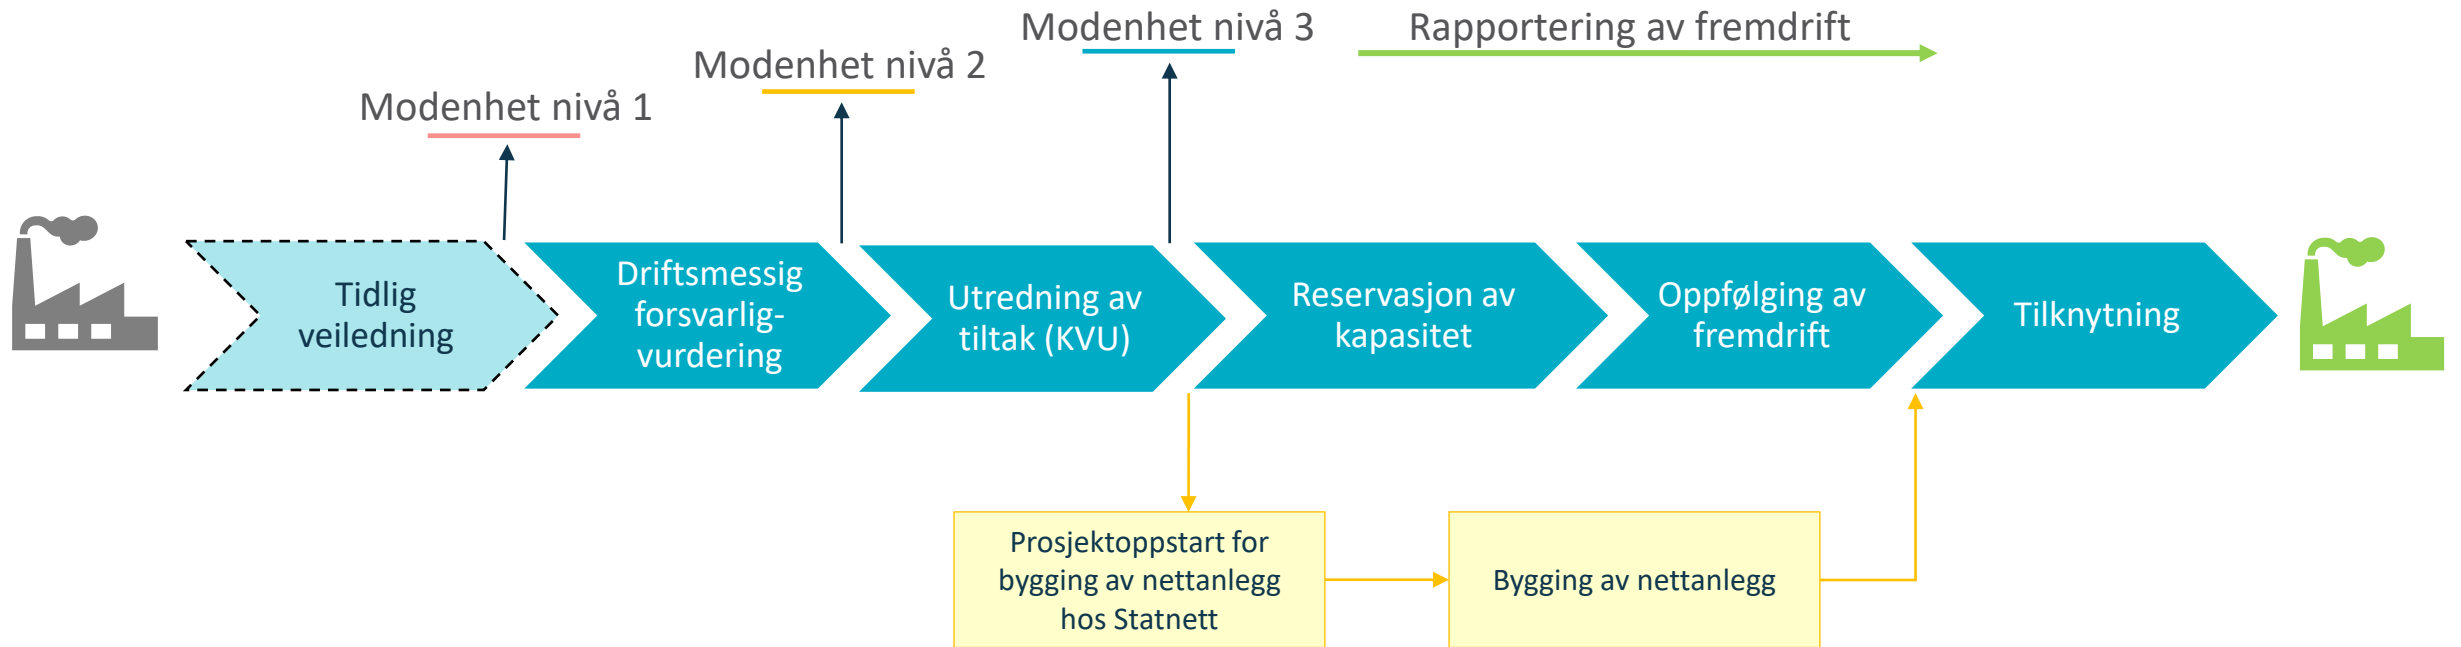 Modenhet nivå 1
Modenhet nivå 2
Modenhet nivå 3
Rapportering av fremdrift
Tidlig
veiledning
Driftsmessig
forsvarlig-
vurdering
Utredning av
tiltak (KVU)
Reservasjon av
kapasitet
Oppfølging av
fremdrift
Tilknytning
Prosjektoppstart for
bygging av nettanlegg
hos Statnett
Bygging av nettanlegg